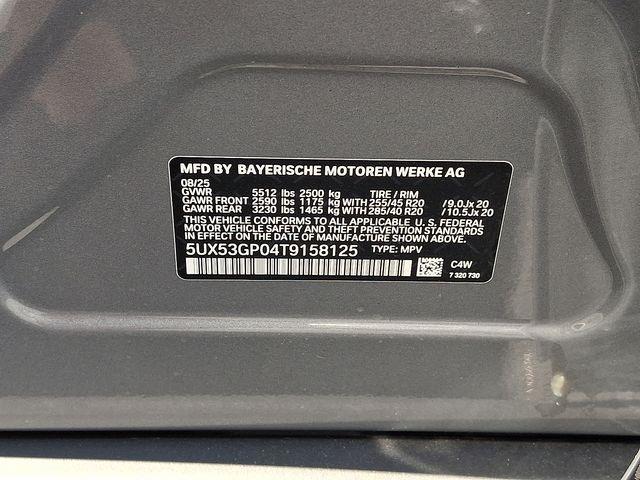 MFD BY BAYERISCHE MOTOREN WERKE AG
08/25
GVWR 5512 lbs 2500 kg TIRE / RIM
GAWR FRONT 2590 lbs 1175 kg WITH 255/45 R20 /9.0Jx 20
GAWR REAR 3230 lbs 1465 kg WITH 285/40 R20 /10.5Jx 20
THIS VEHICLE CONFORMS TO ALL APPLICABLE U. S. FEDERAL
MOTOR VEHICLE SAFETY AND THEFT PREVENTION STANDARDS
IN EFFECT ON THE DATE OF MANUFACTURE SHOWN ABOVE.
5UX53GP04T9158125 TYPE: MPV
C4W
7 320 730